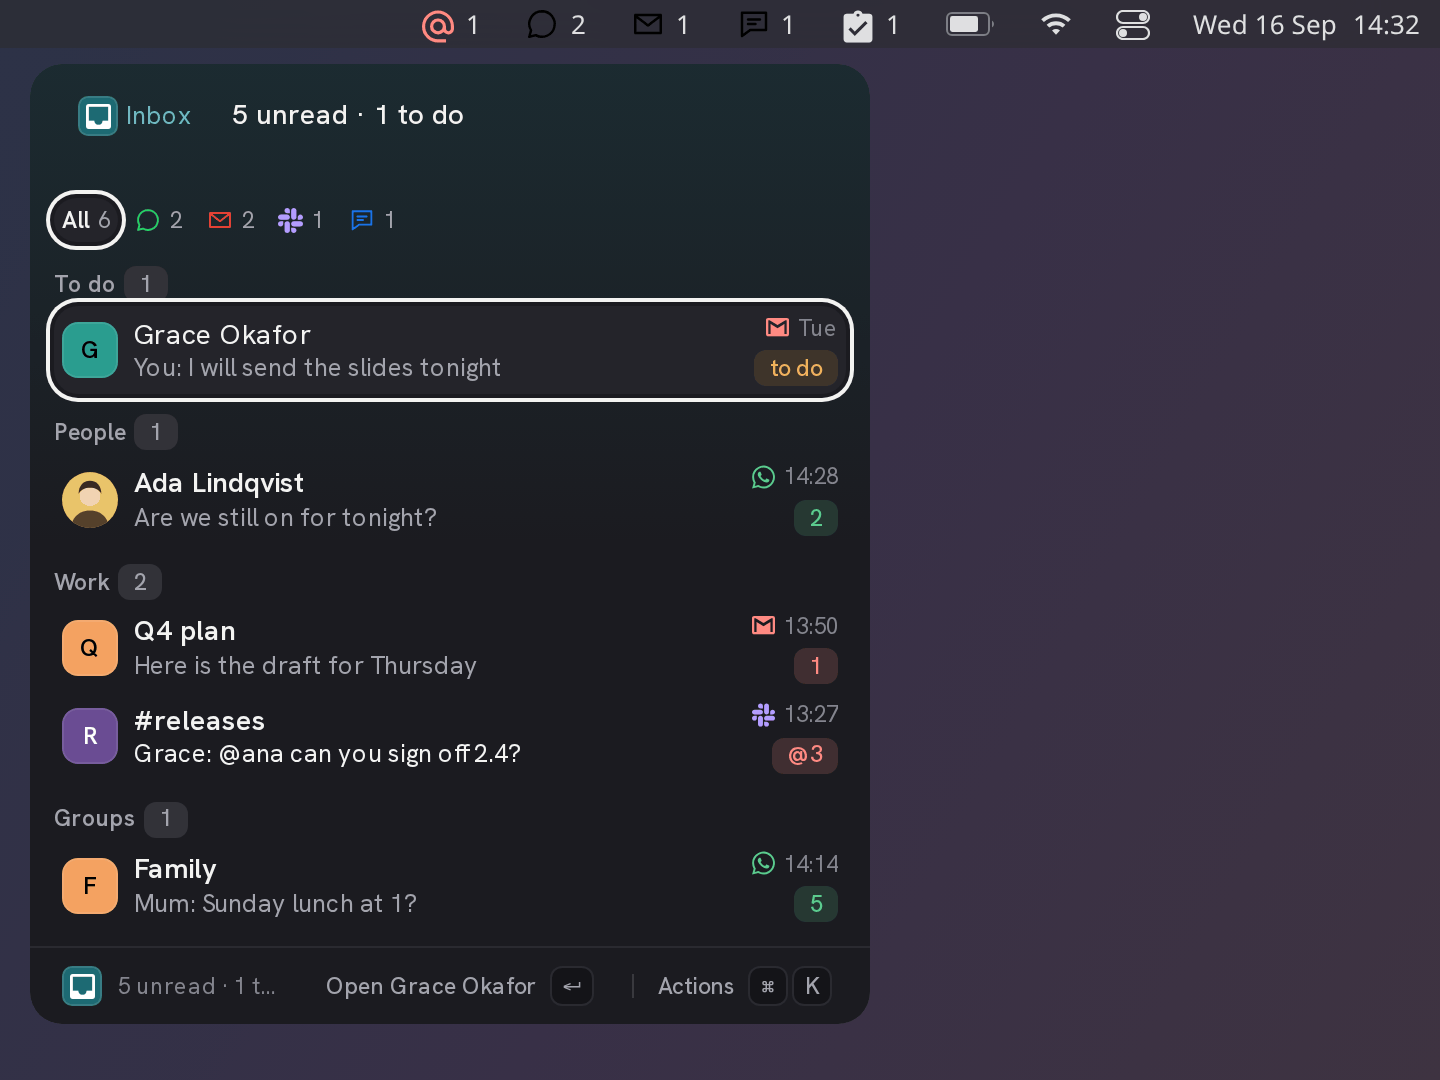 @ 1 2 1 1 1 Wed 16 Sep 14:32
Inbox 5 unread · 1 to do
All 6 2 2 1 1
To do 1
G Grace Okafor Tue
You: I will send the slides tonight to do
People 1
Ada Lindqvist 14:28
Are we still on for tonight? 2
Work 2
Q Q4 plan 13:50
Here is the draft for Thursday 1
R #releases 13:27
Grace: @ana can you sign off 2.4? @3
Groups 1
F Family 14:14
Mum: Sunday lunch at 1? 5
5 unread · 1 t... Open Grace Okafor ↵ Actions ⌘ K